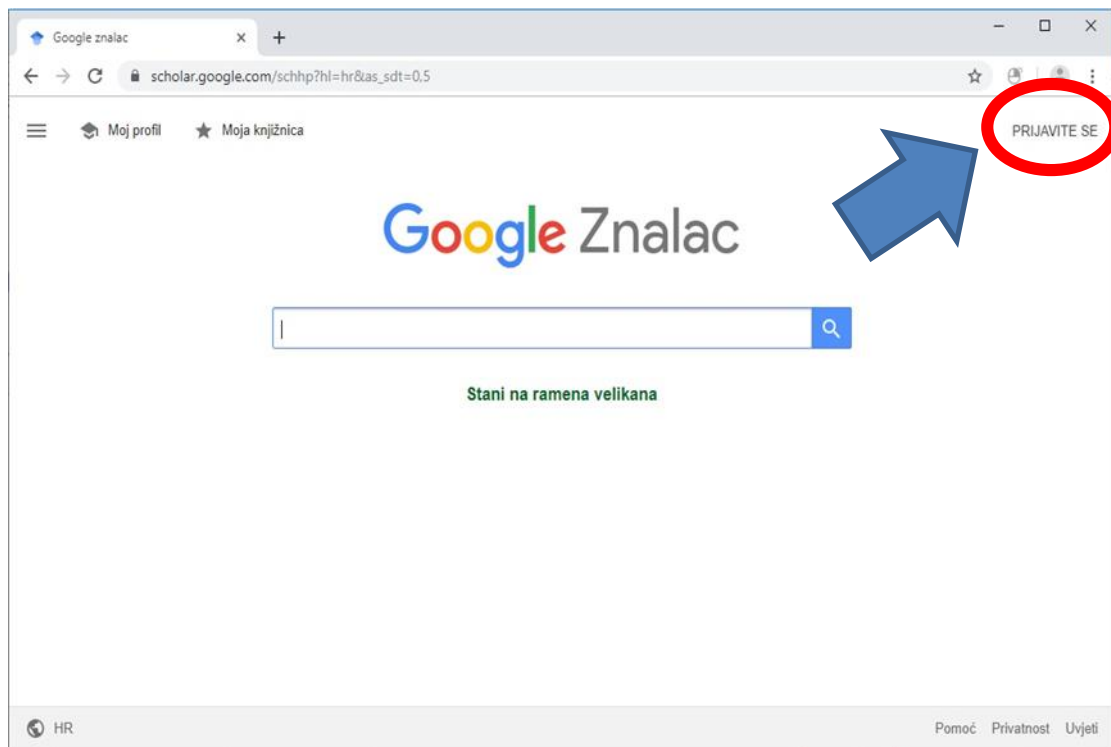 Google znalac
scholar.google.com/schhp?hl=hr&as_sdt=0,5
Moj profil Moja knjižnica PRIJAVITE SE
Google Znalac
Stani na ramena velikana
HR Pomoć Privatnost Uvjeti